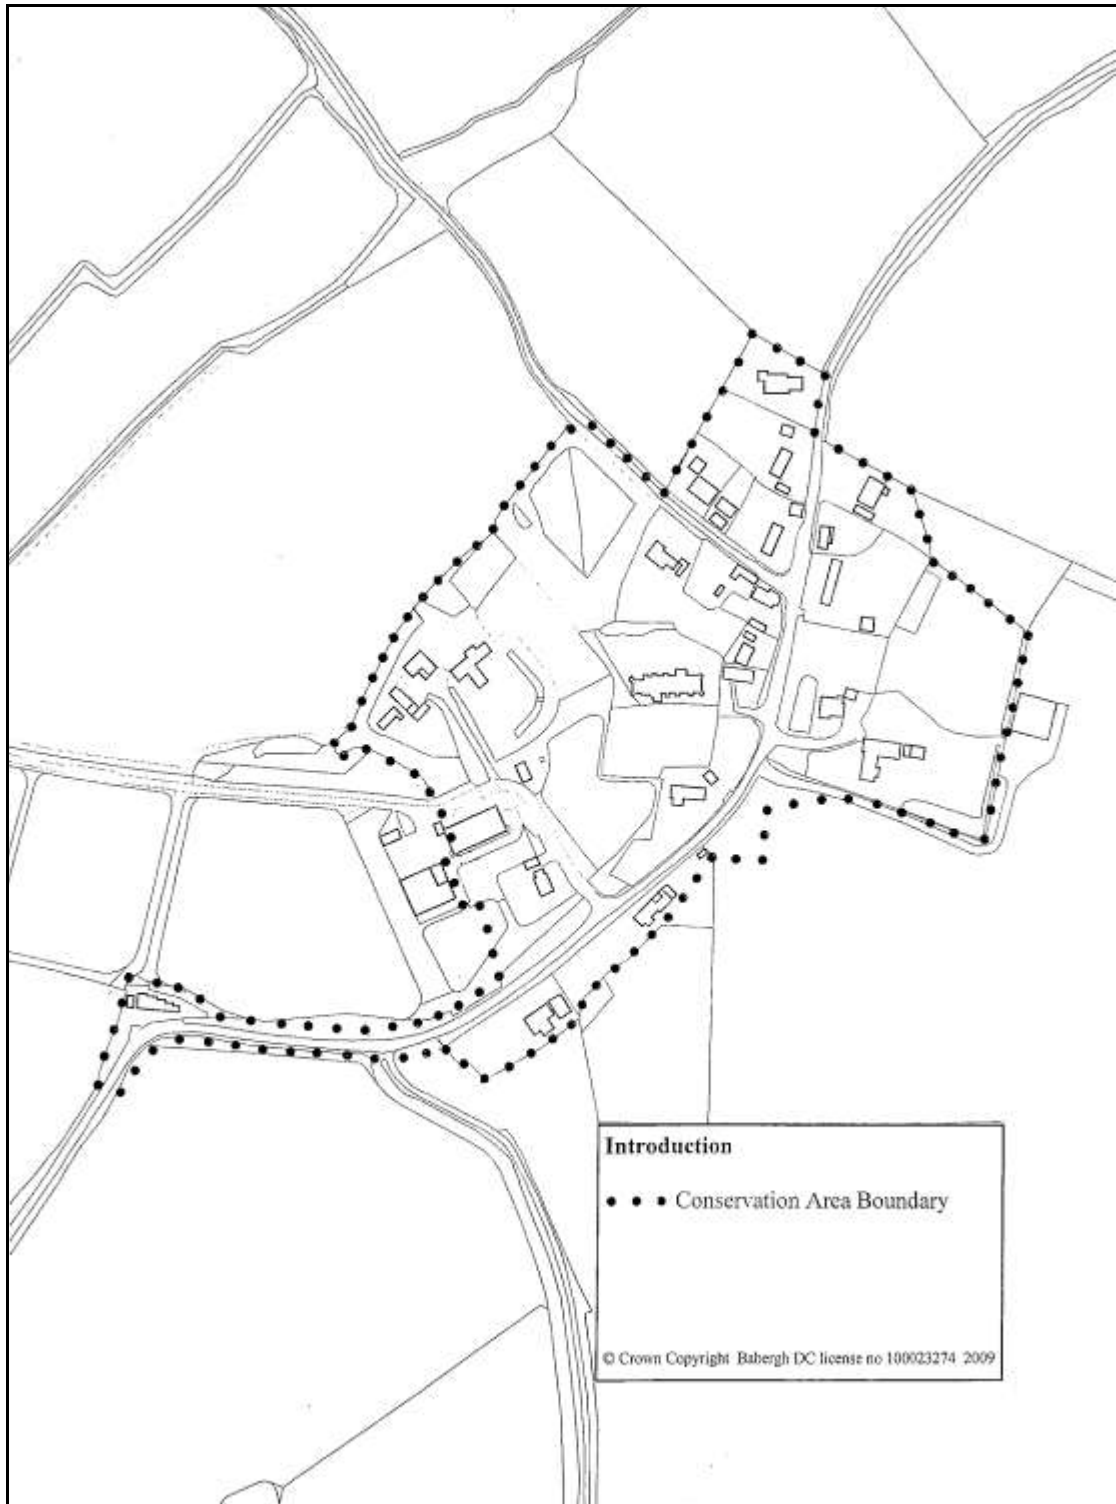 Introduction
• • • Conservation Area Boundary
© Crown Copyright Babergh DC license no 100023274 2009